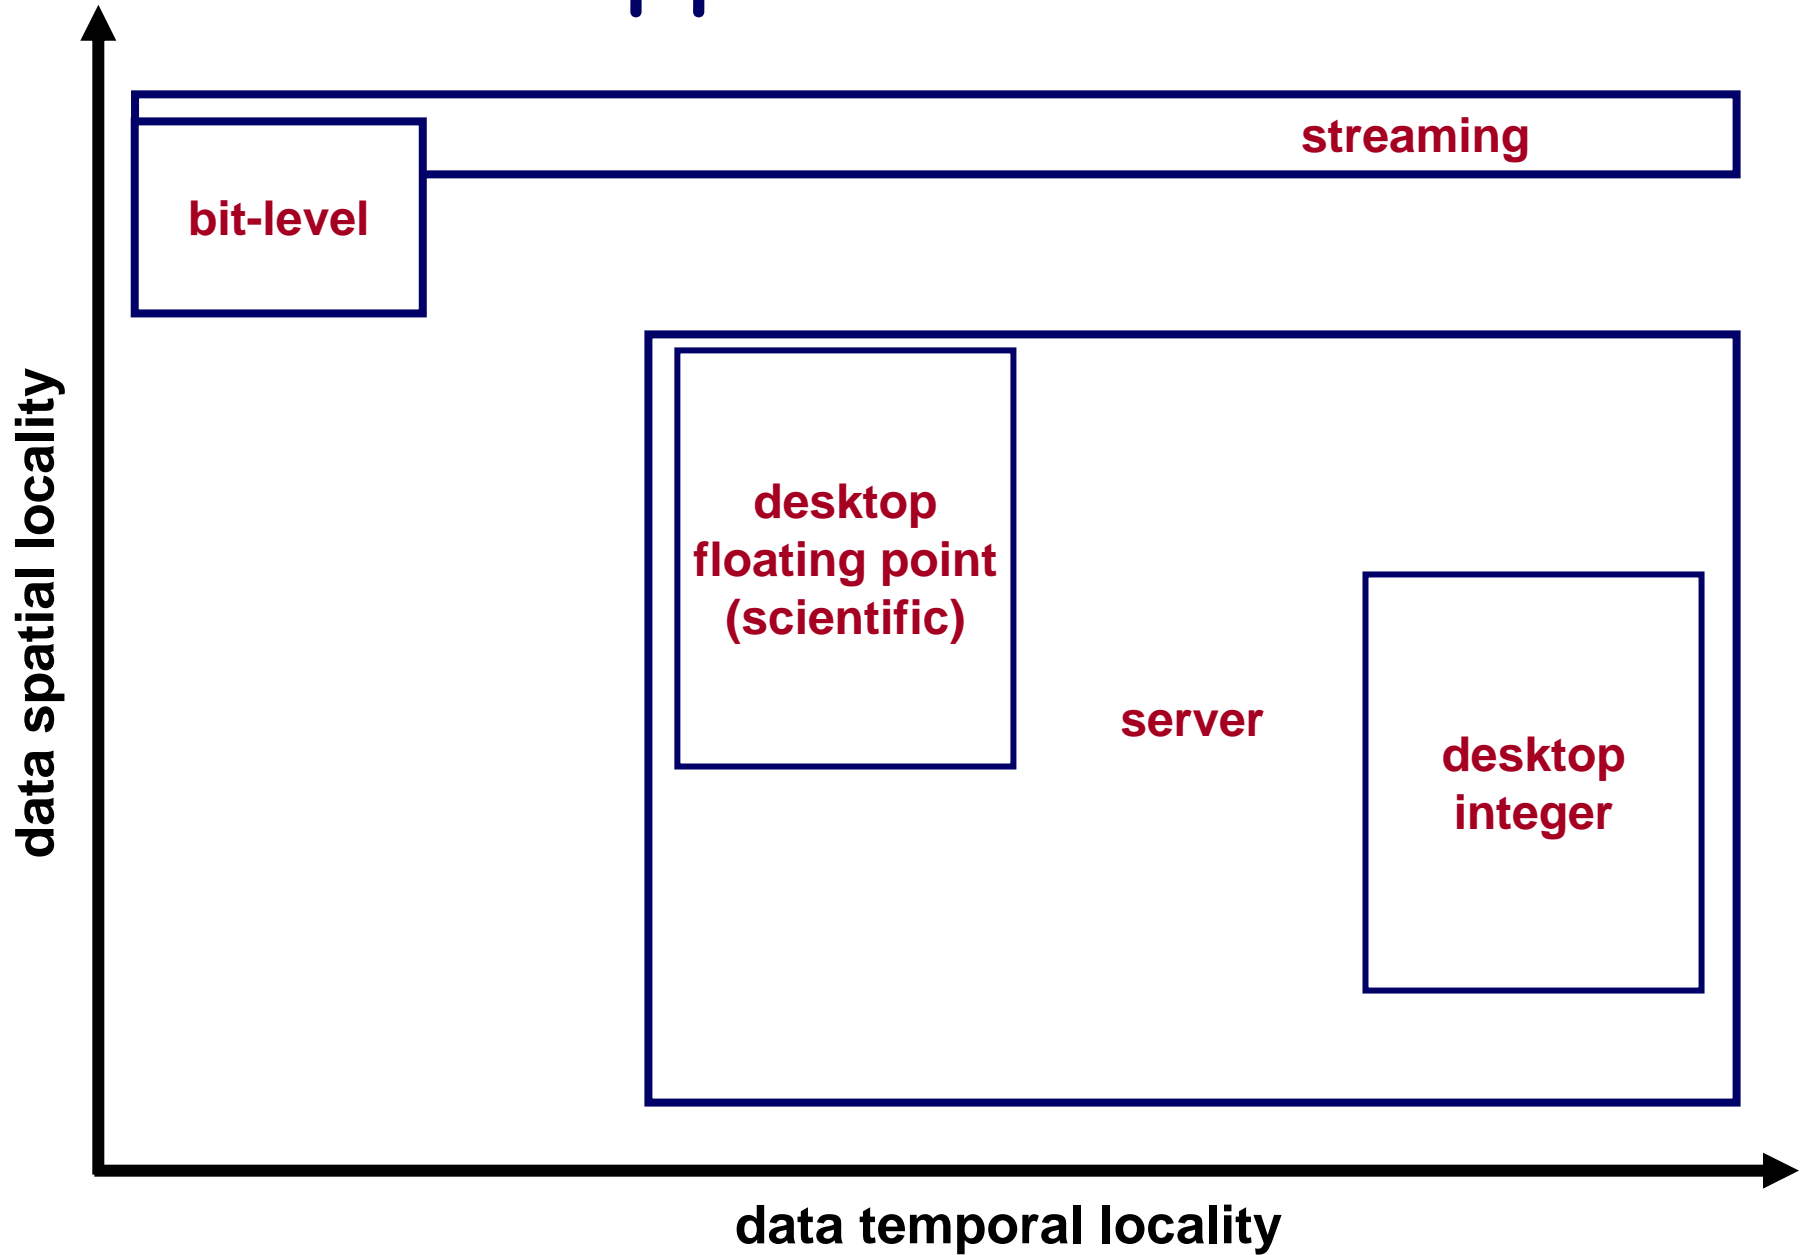 streaming
bit-level
desktop
floating point
(scientific)
server
desktop
integer
data spatial locality
data temporal locality